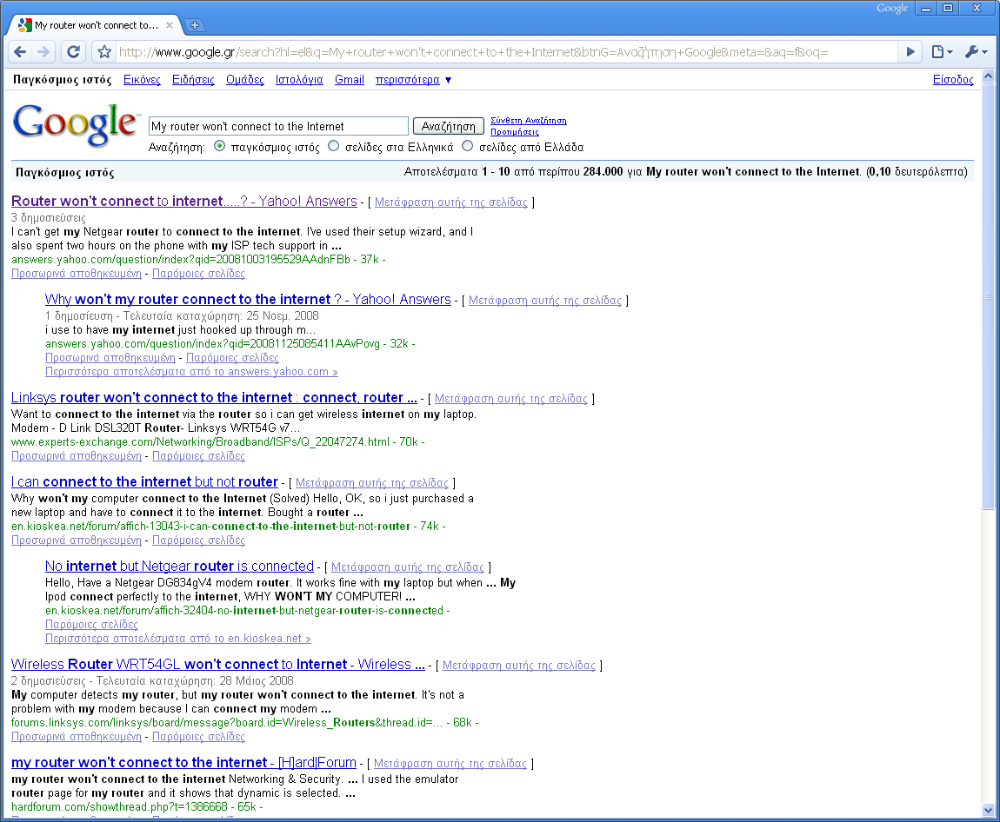 Google
My router won't connect to...
http://www.google.gr/search?hl=el&q=My+router+won't+connect+to+the+Internet&btnG=Αναζήτηση+Google&meta=&aq=f&oq=
Παγκόσμιος ιστός Εικόνες Ειδήσεις Ομάδες Ιστολόγια Gmail περισσότερα ▼ Είσοδος
Google™
My router won't connect to the Internet Αναζήτηση
Σύνθετη Αναζήτηση
Προτιμήσεις
Αναζήτηση: παγκόσμιος ιστός σελίδες στα Ελληνικά σελίδες από Ελλάδα
Παγκόσμιος ιστός Αποτελέσματα 1 - 10 από περίπου 284.000 για My router won't connect to the Internet. (0,10 δευτερόλεπτα)
Router won't connect to internet.....? - Yahoo! Answers - [ Μετάφραση αυτής της σελίδας ]
3 δημοσιεύσεις
I can't get my Netgear router to connect to the internet. I've used their setup wizard, and I
also spent two hours on the phone with my ISP tech support in ...
answers.yahoo.com/question/index?qid=20081003195529AAdnFBb - 37k -
Προσωρινά αποθηκευμένη - Παρόμοιες σελίδες
Why won't my router connect to the internet ? - Yahoo! Answers - [ Μετάφραση αυτής της σελίδας ]
1 δημοσίευση - Τελευταία καταχώρηση: 25 Νοεμ. 2008
i use to have my internet just hooked up through m...
answers.yahoo.com/question/index?qid=20081125085411AAvPovg - 32k -
Προσωρινά αποθηκευμένη - Παρόμοιες σελίδες
Περισσότερα αποτελέσματα από το answers.yahoo.com »
Linksys router won't connect to the internet : connect, router ... - [ Μετάφραση αυτής της σελίδας ]
Want to connect to the internet via the router so i can get wireless internet on my laptop.
Modem - D Link DSL320T Router- Linksys WRT54G v7...
www.experts-exchange.com/Networking/Broadband/ISPs/Q_22047274.html - 70k -
Προσωρινά αποθηκευμένη - Παρόμοιες σελίδες
I can connect to the internet but not router - [ Μετάφραση αυτής της σελίδας ]
Why won't my computer connect to the Internet (Solved) Hello, OK, so i just purchased a
new laptop and have to connect it to the internet. Bought a router ...
en.kioskea.net/forum/affich-13043-i-can-connect-to-the-internet-but-not-router - 74k -
Προσωρινά αποθηκευμένη - Παρόμοιες σελίδες
No internet but Netgear router is connected - [ Μετάφραση αυτής της σελίδας ]
Hello, Have a Netgear DG834gV4 modem router. It works fine with my laptop but when ... My
Ipod connect perfectly to the internet, WHY WON'T MY COMPUTER! ...
en.kioskea.net/forum/affich-32404-no-internet-but-netgear-router-is-connected -
Παρόμοιες σελίδες
Περισσότερα αποτελέσματα από το en.kioskea.net »
Wireless Router WRT54GL won't connect to Internet - Wireless ... - [ Μετάφραση αυτής της σελίδας ]
2 δημοσιεύσεις - Τελευταία καταχώρηση: 28 Μάιος 2008
My computer detects my router, but my router won't connect to the internet. It's not a
problem with my modem because I can connect my modem ...
forums.linksys.com/linksys/board/message?board.id=Wireless_Routers&thread.id=... - 68k -
Προσωρινά αποθηκευμένη - Παρόμοιες σελίδες
my router won't connect to the internet - [H]ard|Forum - [ Μετάφραση αυτής της σελίδας ]
my router won't connect to the internet Networking & Security. ... I used the emulator
router page for my router and it shows that dynamic is selected. ...
hardforum.com/showthread.php?t=1386668 - 65k -